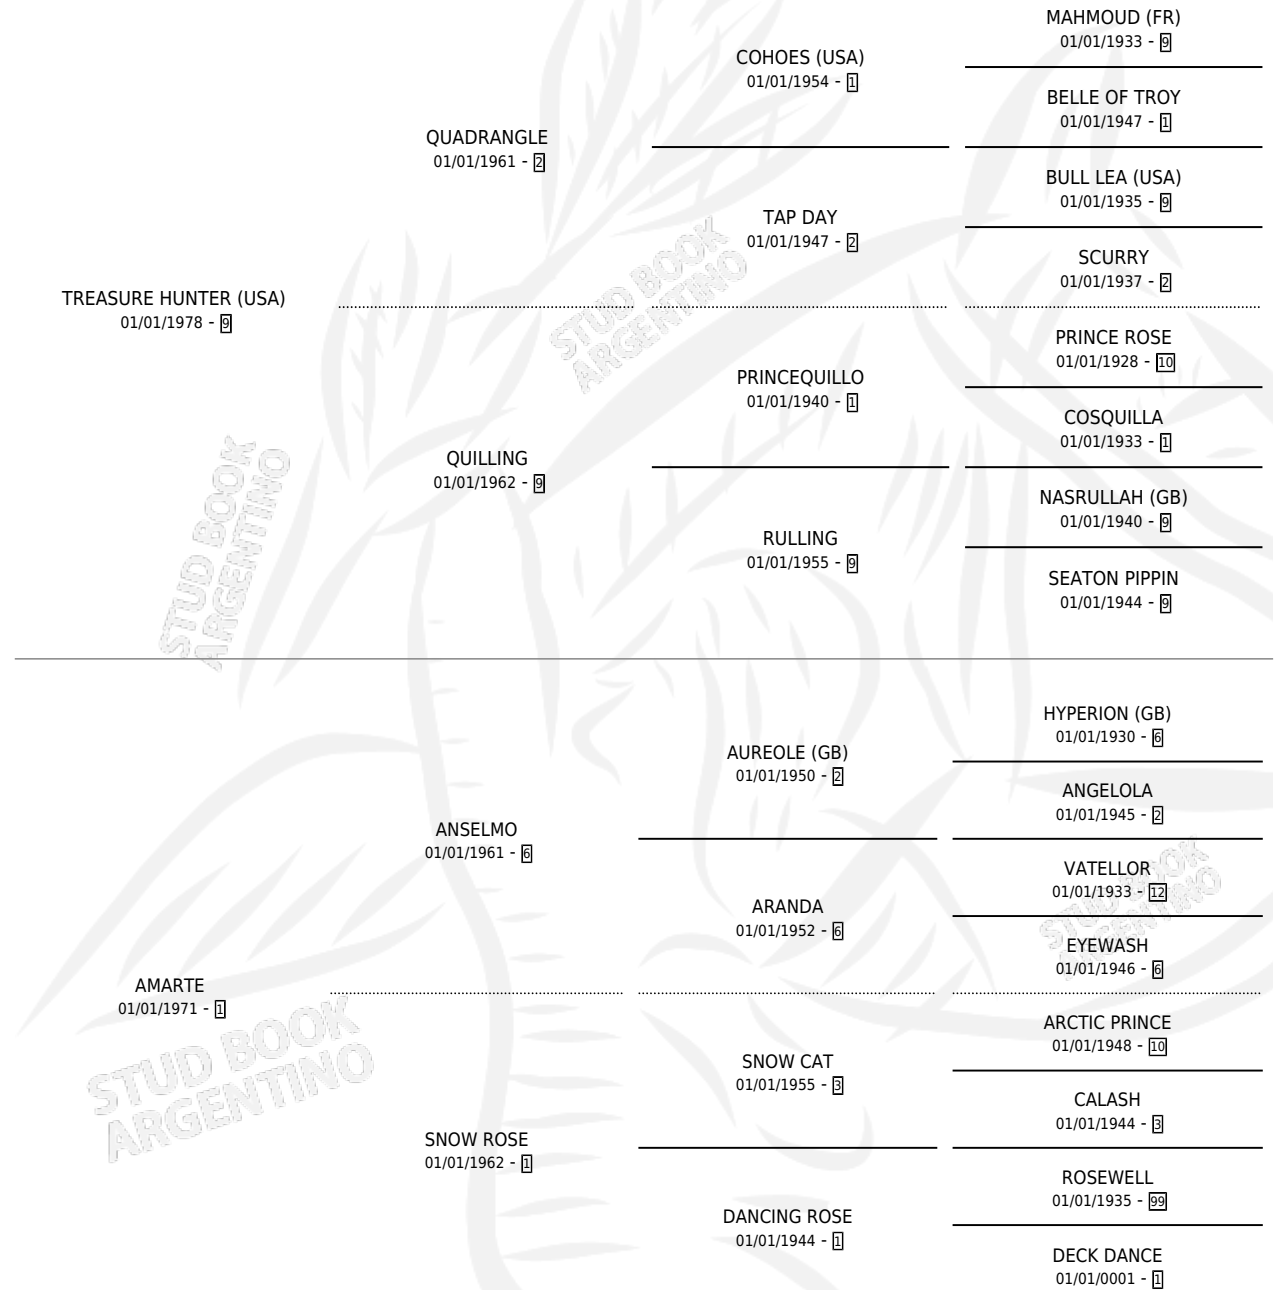 MAHMOUD (FR)
01/01/1933 - 9
COHOES (USA)
01/01/1954 - 1
BELLE OF TROY
01/01/1947 - 1
QUADRANGLE
01/01/1961 - 2
BULL LEA (USA)
01/01/1935 - 9
TAP DAY
01/01/1947 - 2
SCURRY
01/01/1937 - 2
TREASURE HUNTER (USA)
01/01/1978 - 9
PRINCE ROSE
01/01/1928 - 10
PRINCEQUILLO
01/01/1940 - 1
COSQUILLA
01/01/1933 - 1
QUILLING
01/01/1962 - 9
NASRULLAH (GB)
01/01/1940 - 9
RULLING
01/01/1955 - 9
SEATON PIPPIN
01/01/1944 - 9
STUD BOOK
ARGENTINO
STUD BOOK
ARGENTINO
HYPERION (GB)
01/01/1930 - 6
AUREOLE (GB)
01/01/1950 - 2
ANGELOLA
01/01/1945 - 2
ANSELMO
01/01/1961 - 6
VATELLOR
01/01/1933 - 12
ARANDA
01/01/1952 - 6
EYEWASH
01/01/1946 - 6
AMARTE
01/01/1971 - 1
ARCTIC PRINCE
01/01/1948 - 10
SNOW CAT
01/01/1955 - 3
CALASH
01/01/1944 - 3
SNOW ROSE
01/01/1962 - 1
ROSEWELL
01/01/1935 - 99
DANCING ROSE
01/01/1944 - 1
DECK DANCE
01/01/0001 - 1
STUD BOOK
ARGENTINO
STUD BOOK
ARGENTINO